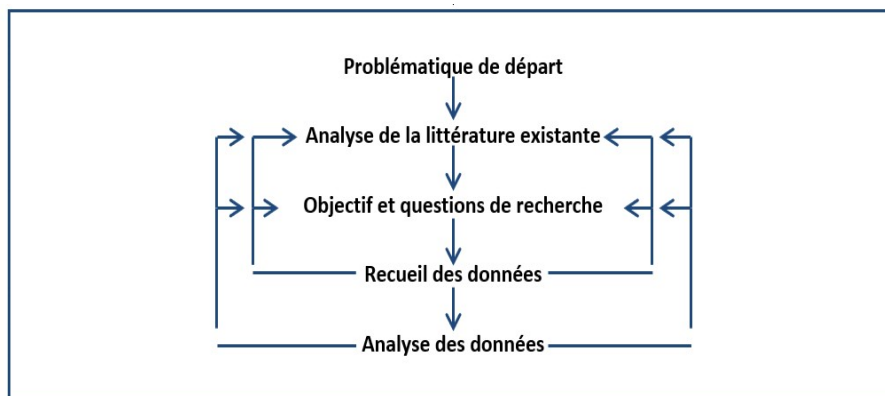 Problématique de départ
Analyse de la littérature existante
Objectif et questions de recherche
Recueil des données
Analyse des données